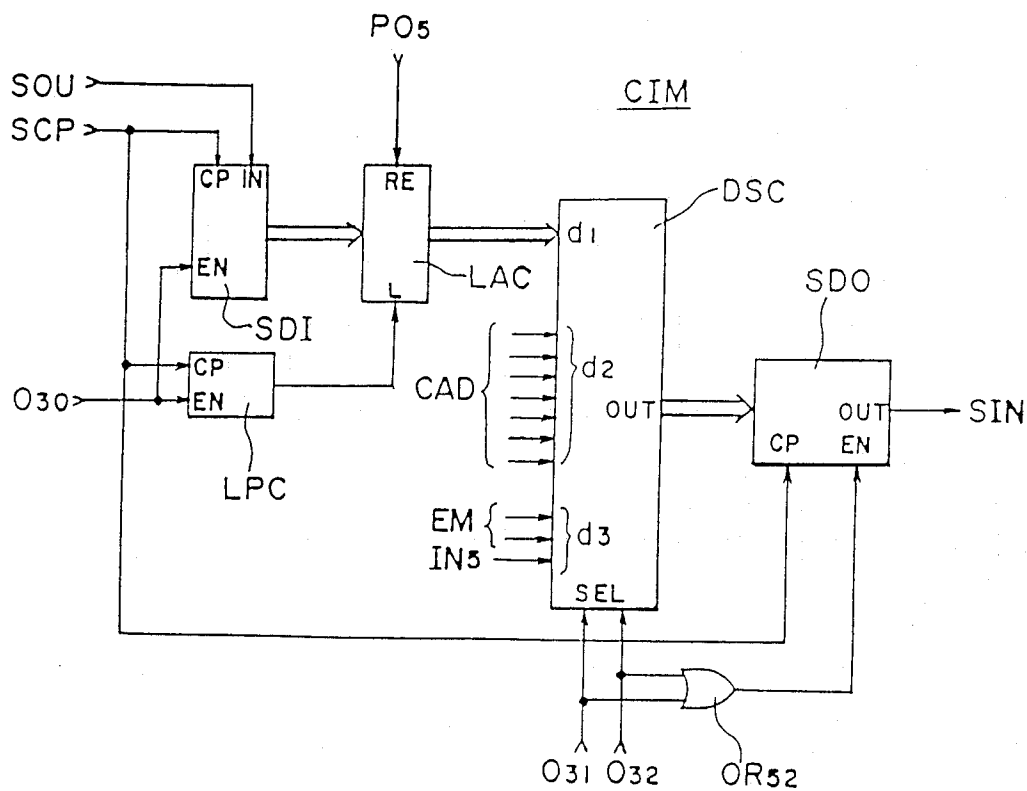 PO5
SOU
CIM
SCP
CP IN
RE
DSC
d1
EN
LAC
L
SDO
SDI
CP
d2
CAD
O30
EN
OUT
OUT
SIN
CP
EN
LPC
EM
d3
IN5
SEL
O31
O32
OR52